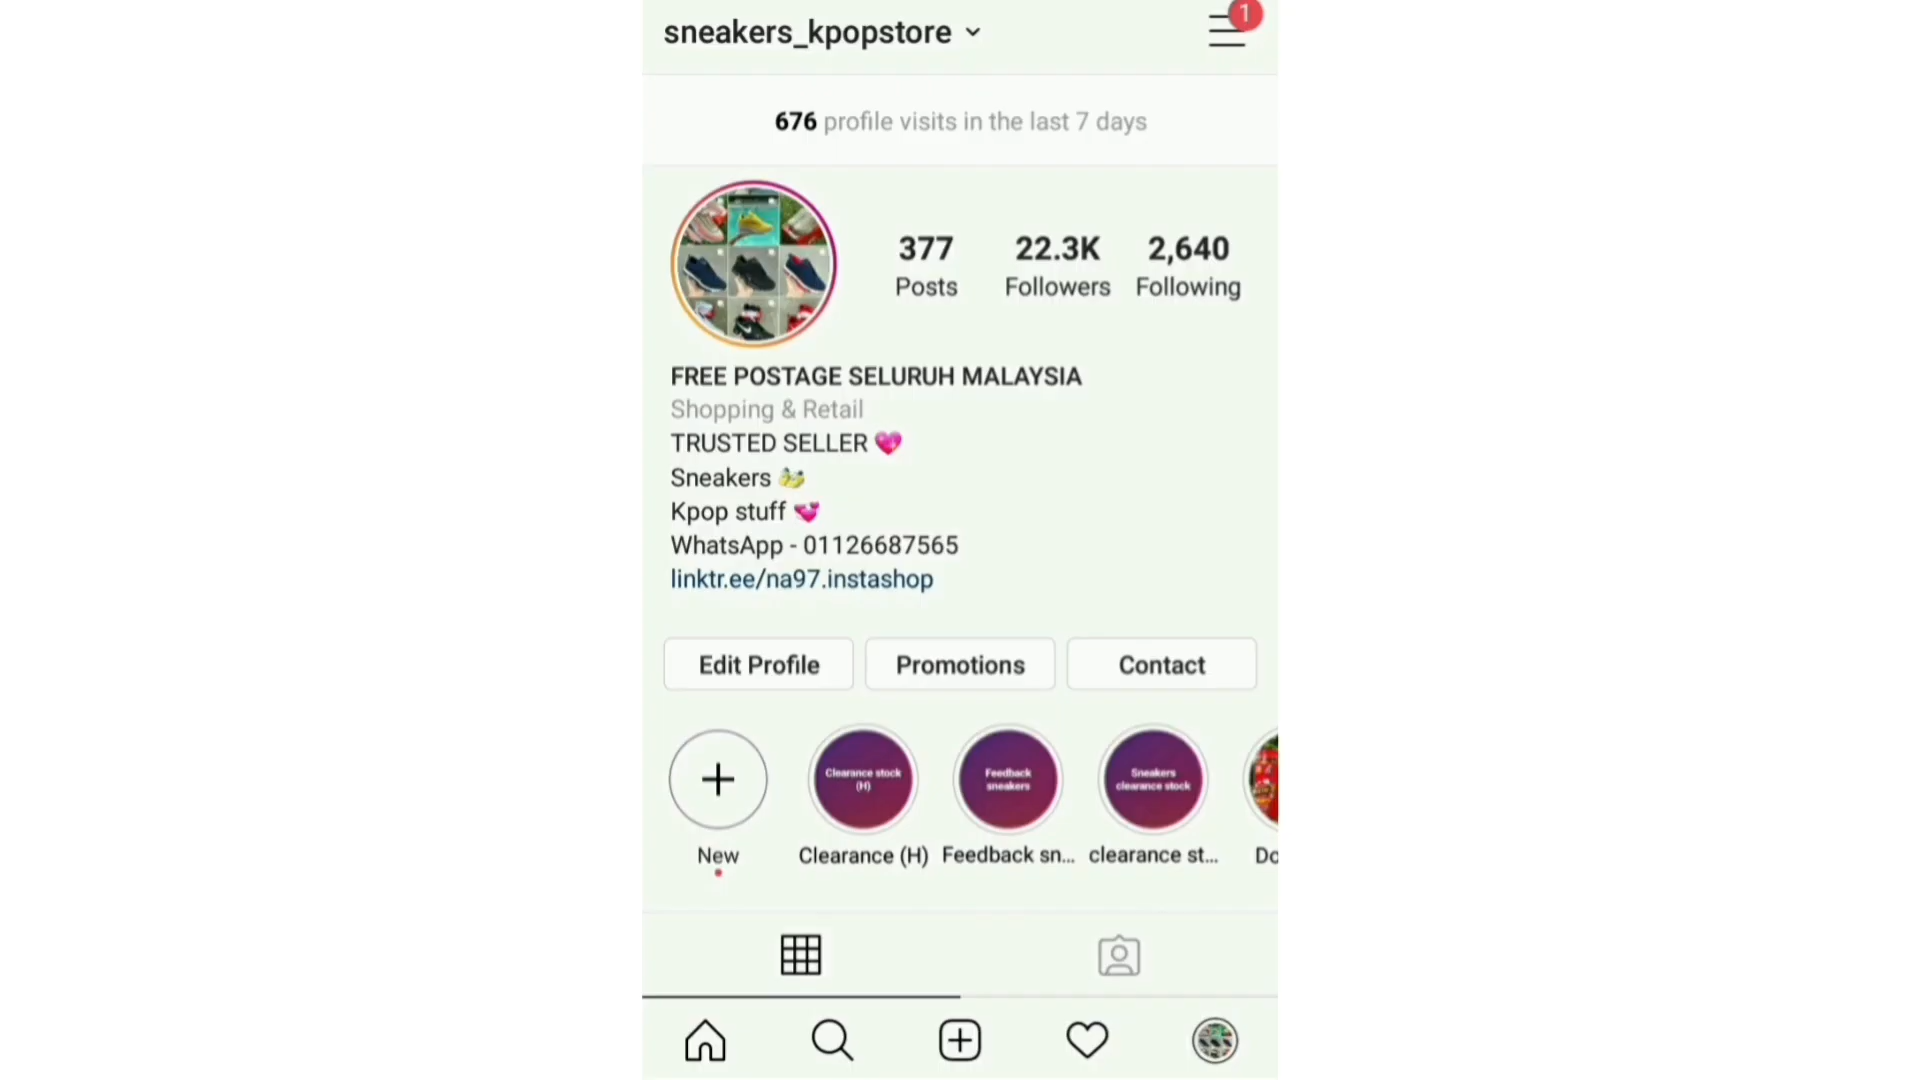 sneakers_kpopstore
1
676 profile visits in the last 7 days
377 22.3K 2,640
Posts Followers Following
FREE POSTAGE SELURUH MALAYSIA
Shopping & Retail
TRUSTED SELLER 💖
Sneakers
Kpop stuff 💞
WhatsApp - 01126687565
linktr.ee/na97.instashop
Edit Profile Promotions Contact
Clearance stock
(H)
Feedback
sneakers
Sneakers
clearance stock
New Clearance (H) Feedback sn... clearance st... Do